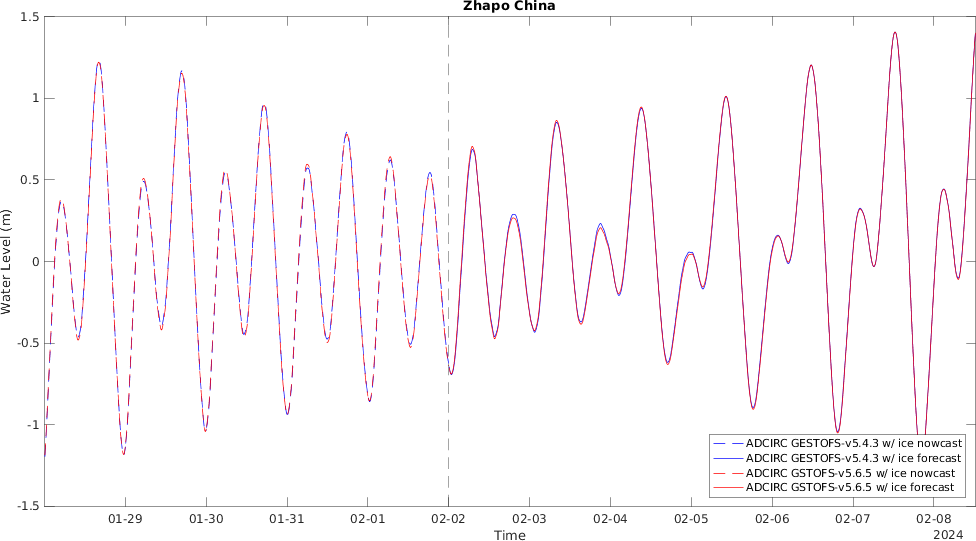 Zhapo China
Water Level (m)
1.5
1
0.5
0
-0.5
-1
-1.5
ADCIRC GESTOFS-v5.4.3 w/ ice nowcast
ADCIRC GESTOFS-v5.4.3 w/ ice forecast
ADCIRC GSTOFS-v5.6.5 w/ ice nowcast
ADCIRC GSTOFS-v5.6.5 w/ ice forecast
01-29 01-30 01-31 02-01 02-02 02-03 02-04 02-05 02-06 02-07 02-08
Time
2024